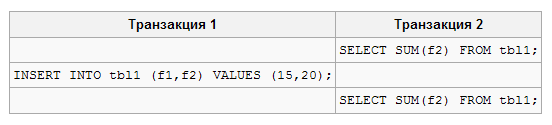 Транзакция 1 Транзакция 2
SELECT SUM(f2) FROM tbl1;
INSERT INTO tbl1 (f1,f2) VALUES (15,20);
SELECT SUM(f2) FROM tbl1;